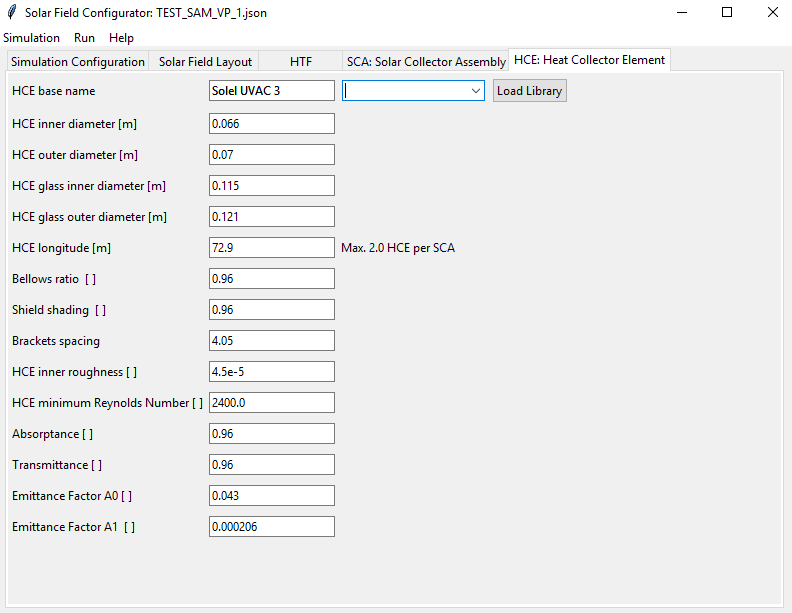 Solar Field Configurator: TEST_SAM_VP_1.json
Simulation Run Help
Simulation Configuration Solar Field Layout HTF SCA: Solar Collector Assembly HCE: Heat Collector Element
HCE base name Solel UVAC 3 Load Library
HCE inner diameter [m] 0.066
HCE outer diameter [m] 0.07
HCE glass inner diameter [m] 0.115
HCE glass outer diameter [m] 0.121
HCE longitude [m] 72.9 Max. 2.0 HCE per SCA
Bellows ratio [ ] 0.96
Shield shading [ ] 0.96
Brackets spacing 4.05
HCE inner roughness [ ] 4.5e-5
HCE minimum Reynolds Number [ ] 2400.0
Absorptance [ ] 0.96
Transmittance [ ] 0.96
Emittance Factor A0 [ ] 0.043
Emittance Factor A1 [ ] 0.000206